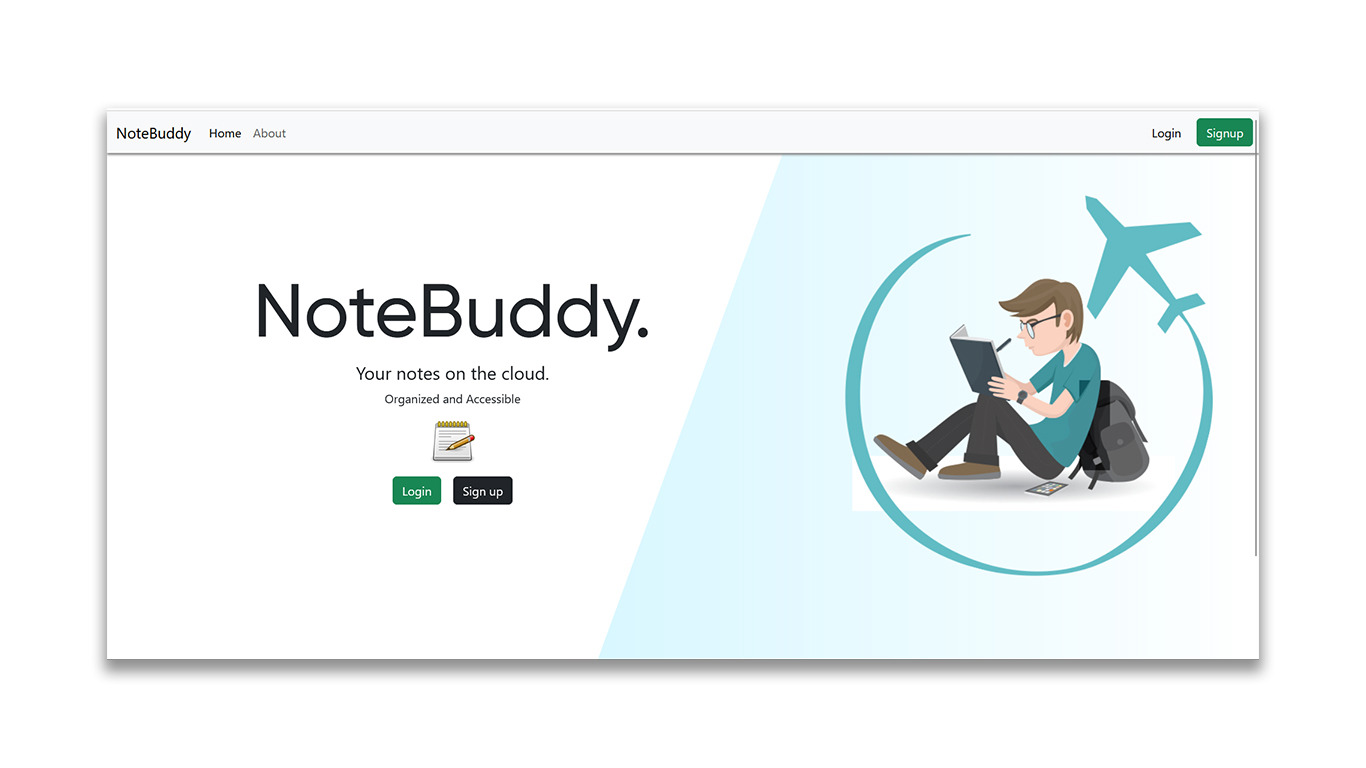 NoteBuddy Home About Login Signup
NoteBuddy.
Your notes on the cloud.
Organized and Accessible
Login Sign up